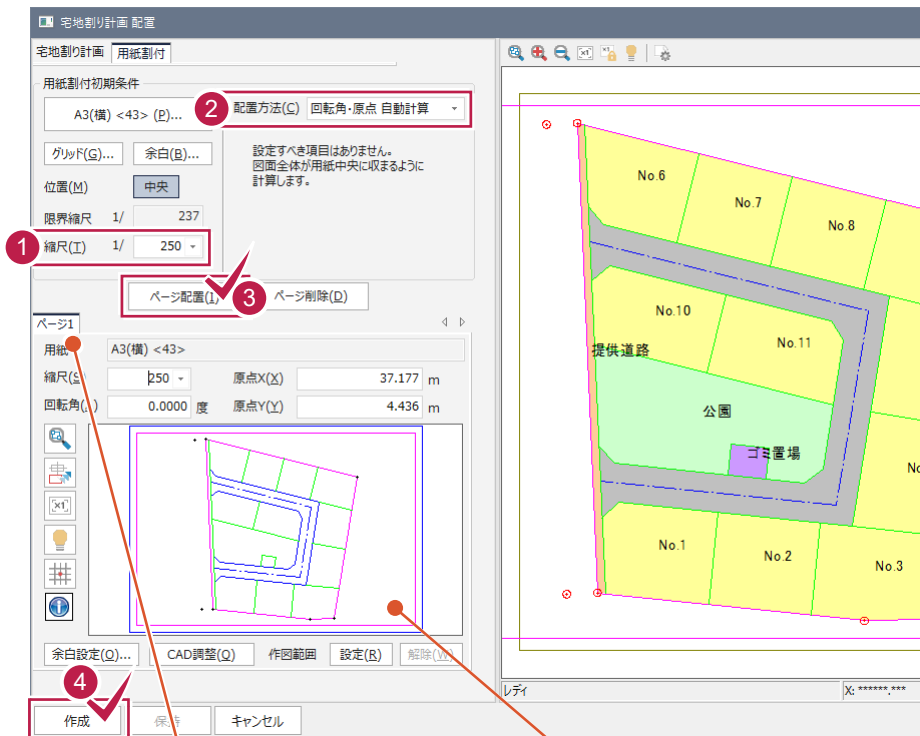 宅地割り計画 配置
宅地割り計画 用紙割付
用紙割付初期条件
A3(横) <43> (P)...
2 配置方法(C) 回転角・原点 自動計算
グリッド(G)... 余白(B)...
設定すべき項目はありません。
図面全体が用紙中央に収まるように
計算します。
位置(M) 中央
限界縮尺 1/ 237
1 縮尺(T) 1/ 250
ページ配置(I) 3 ページ削除(D)
ページ1
用紙 A3(横) <43>
縮尺(S) 250 原点X(X) 37.177 m
回転角 0.0000 度 原点Y(Y) 4.436 m
余白設定(O)... CAD調整(Q) 作図範囲 設定(R) 解除(W)
4
作成 保持 キャンセル
No.6
No.7
No.8
No.10
No.11
提供道路
公園
ゴミ置場
No
No.1
No.2
No.3
レディ X: ******.***